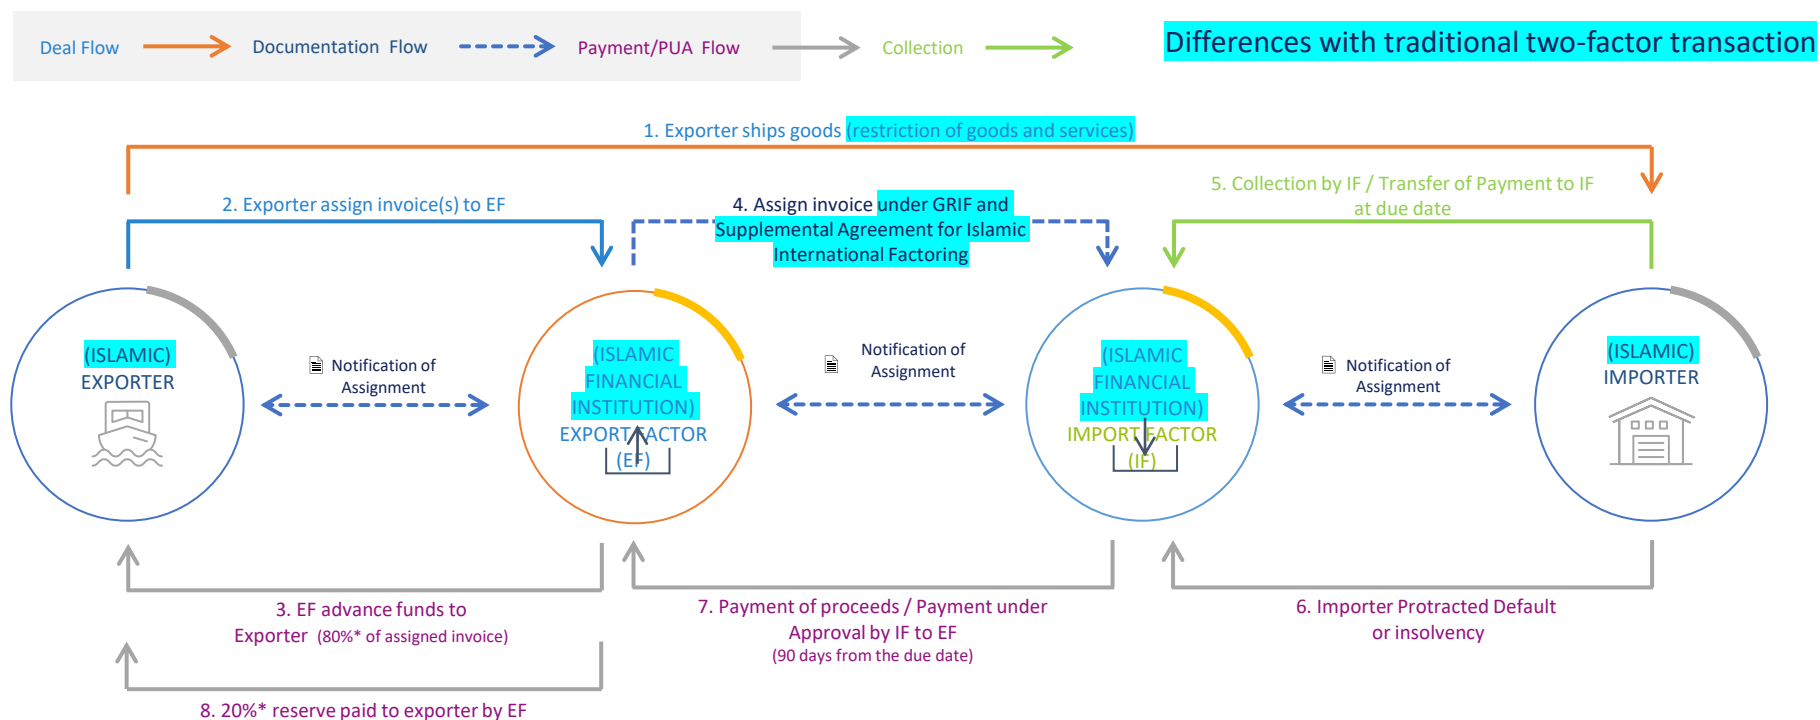 Deal Flow
Documentation Flow
Payment/PUA Flow
Collection
Differences with traditional two-factor transaction
1. Exporter ships goods (restriction of goods and services)
2. Exporter assign invoice(s) to EF
4. Assign invoice under GRIF and
Supplemental Agreement for Islamic
International Factoring
5. Collection by IF / Transfer of Payment to IF
at due date
(ISLAMIC)
EXPORTER
Notification of
Assignment
(ISLAMIC
FINANCIAL
INSTITUTION)
EXPORT FACTOR
(EF)
Notification of
Assignment
(ISLAMIC
FINANCIAL
INSTITUTION)
IMPORT FACTOR
(IF)
Notification of
Assignment
(ISLAMIC)
IMPORTER
3. EF advance funds to
Exporter (80%* of assigned invoice)
7. Payment of proceeds / Payment under
Approval by IF to EF
(90 days from the due date)
6. Importer Protracted Default
or insolvency
8. 20%* reserve paid to exporter by EF